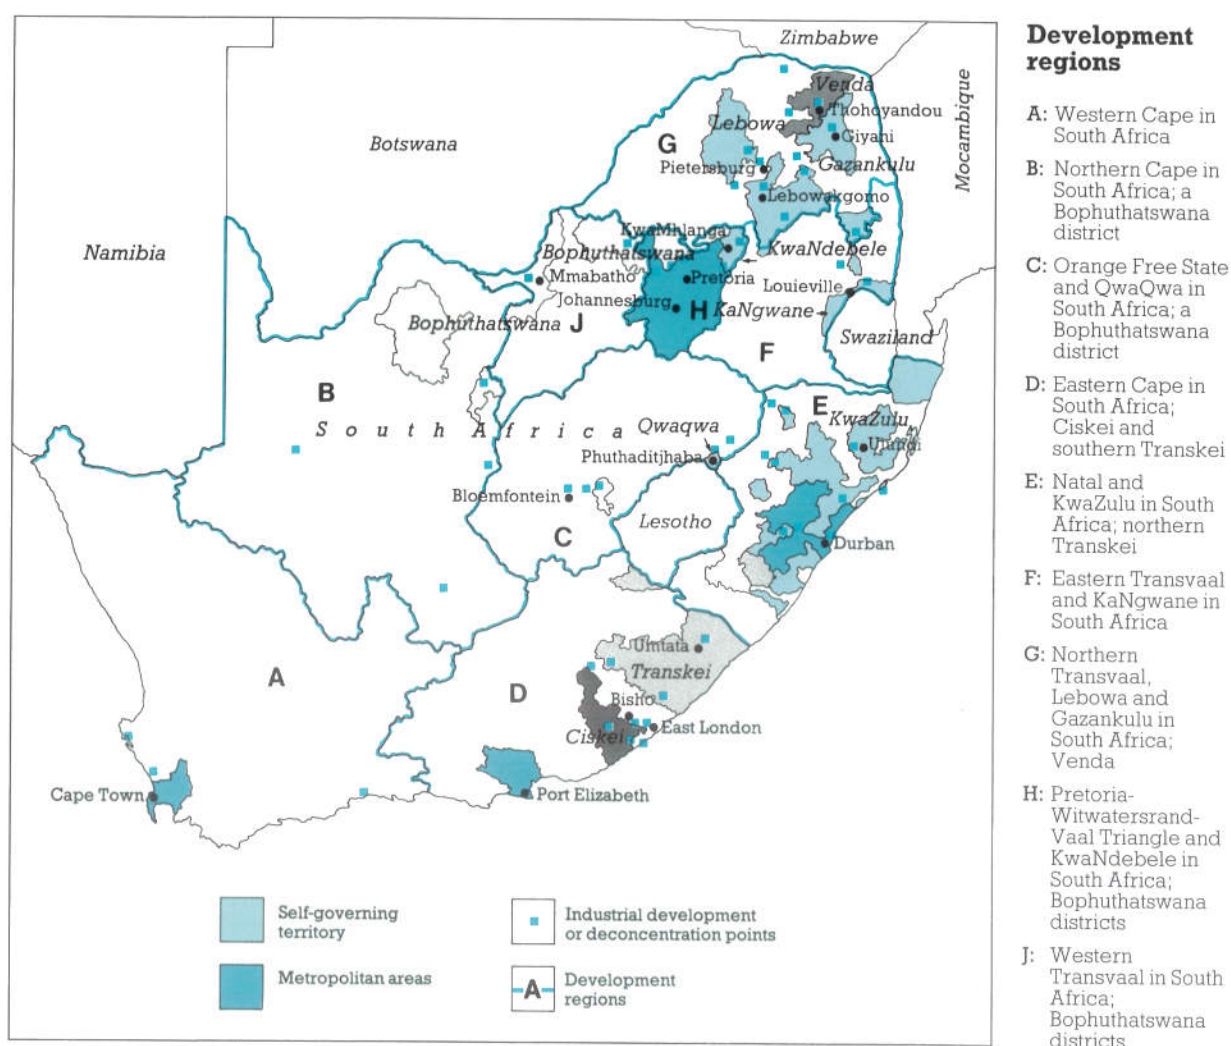 Zimbabwe
Venda
Thohoyandou
Lebowa
Giyani
G
Gazankulu
Pietersburg
Lebowakgomo
Mocambique
Botswana
Namibia
KwaMhlanga
KwaNdebele
Bophuthatswana
Mmabatho
Pretoria
Louieville
Johannesburg
H
KaNgwane
Bophuthatswana
J
Swaziland
F
B
E
South Africa
Qwaqwa
KwaZulu
Ulundi
Phuthaditjhaba
Bloemfontein
Lesotho
C
Durban
Umtata
Transkei
A
D
Bisho
Ciskei
East London
Cape Town
Port Elizabeth
Self-governing
territory
Metropolitan areas
Industrial development
or deconcentration points
A
Development
regions
Development
regions
A: Western Cape in
South Africa
B: Northern Cape in
South Africa; a
Bophuthatswana
district
C: Orange Free State
and QwaQwa in
South Africa; a
Bophuthatswana
district
D: Eastern Cape in
South Africa;
Ciskei and
southern Transkei
E: Natal and
KwaZulu in South
Africa; northern
Transkei
F: Eastern Transvaal
and KaNgwane in
South Africa
G: Northern
Transvaal,
Lebowa and
Gazankulu in
South Africa;
Venda
H: Pretoria-
Witwatersrand-
Vaal Triangle and
KwaNdebele in
South Africa;
Bophuthatswana
districts
J: Western
Transvaal in South
Africa;
Bophuthatswana
districts